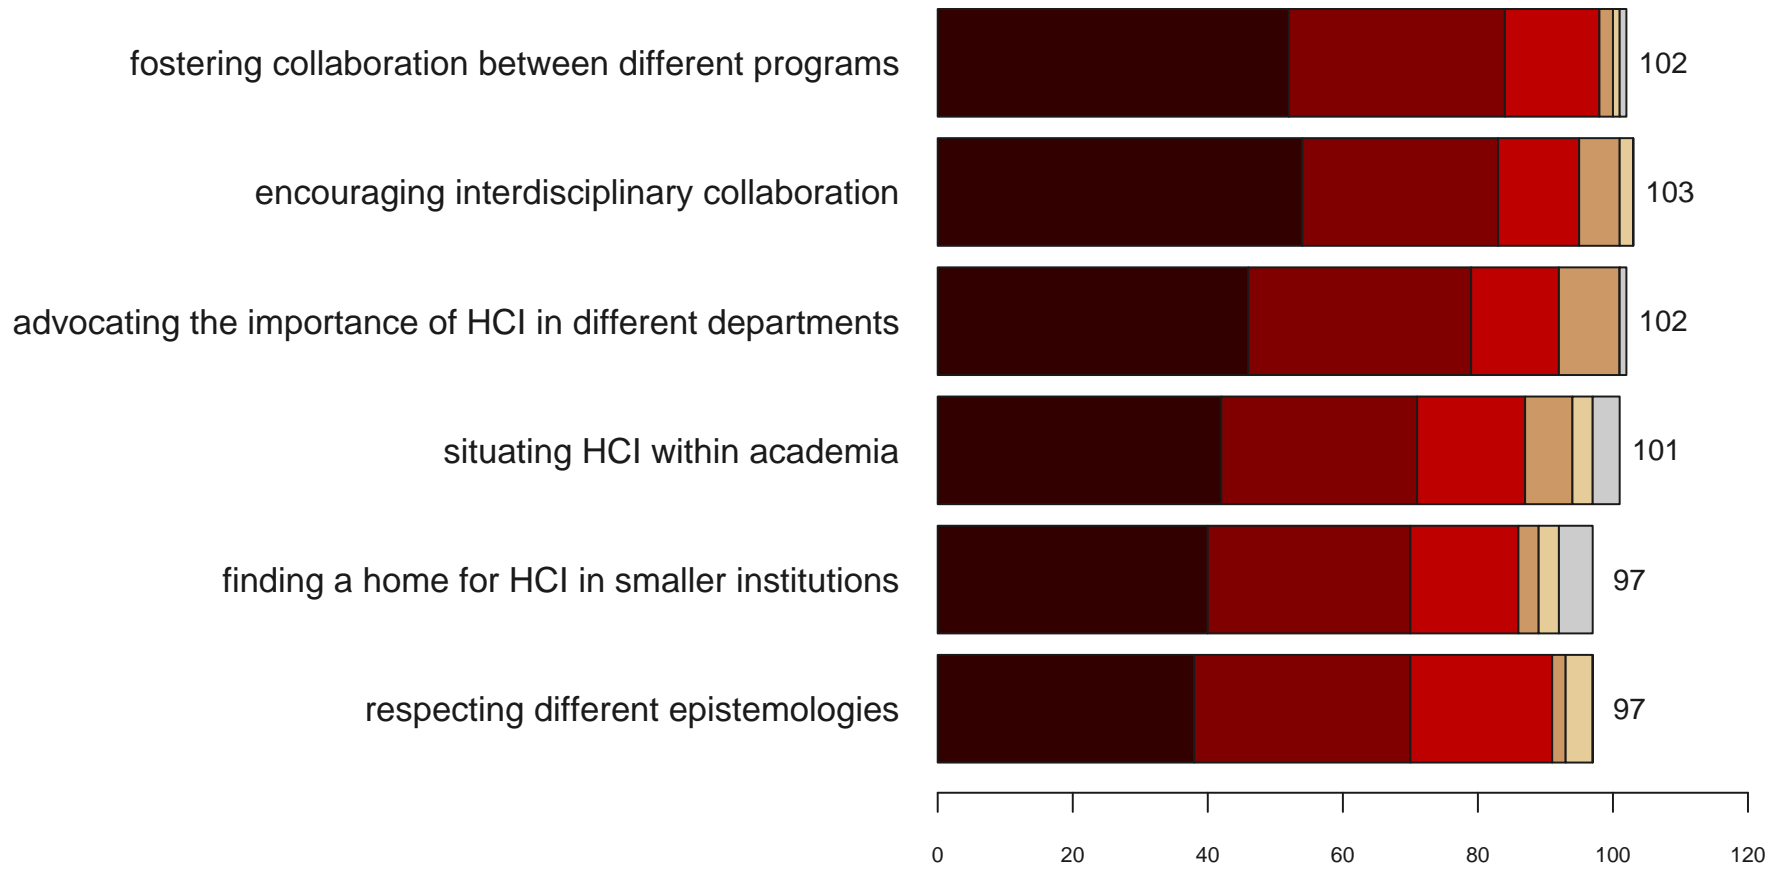 fostering collaboration between different programs 102
encouraging interdisciplinary collaboration 103
advocating the importance of HCI in different departments 102
situating HCI within academia 101
finding a home for HCI in smaller institutions 97
respecting different epistemologies 97
0 20 40 60 80 100 120